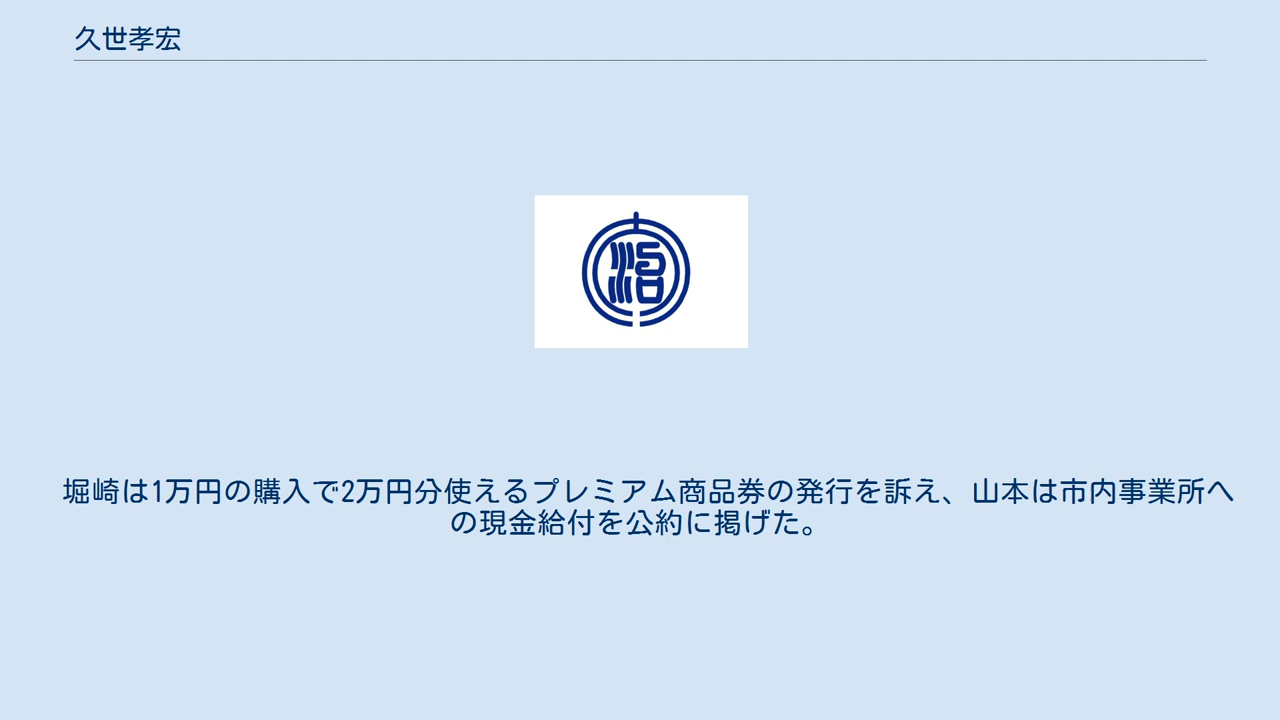 久世孝宏
堀崎は1万円の購入で2万円分使えるプレミアム商品券の発行を訴え、山本は市内事業所へ
の現金給付を公約に掲げた。